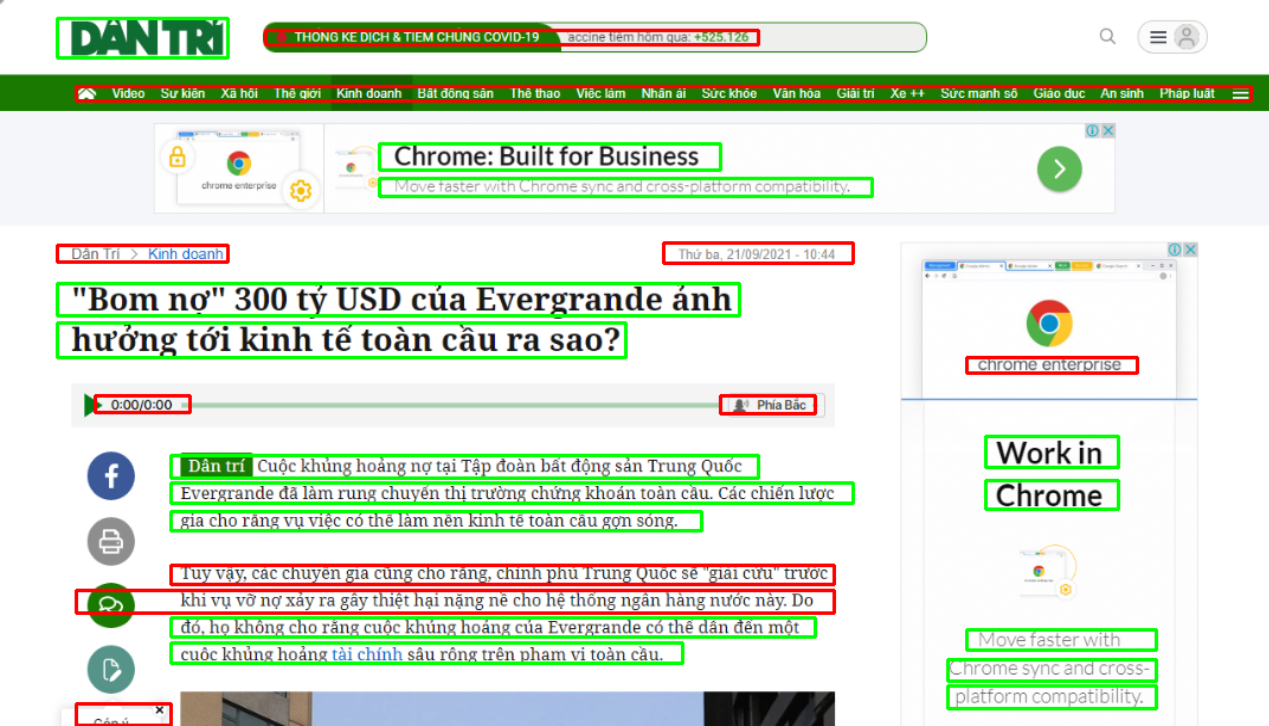 DÂN TRÍ
THỐNG KÊ DỊCH & TIÊM CHỦNG COVID-19
accine tiêm hôm qua: +525.126
Video Sự kiện Xã hội Thế giới Kinh doanh Bất động sản Thể thao Việc làm Nhân ái Sức khỏe Văn hóa Giải trí Xe ++ Sức mạnh số Giáo dục An sinh Pháp luật
chrome enterprise
Chrome: Built for Business
Move faster with Chrome sync and cross-platform compatibility.
Dân Trí > Kinh doanh
Thứ ba, 21/09/2021 - 10:44
"Bom nợ" 300 tỷ USD của Evergrande ảnh
hưởng tới kinh tế toàn cầu ra sao?
0:00/0:00
Phía Bắc
Dân trí Cuộc khủng hoảng nợ tại Tập đoàn bất động sản Trung Quốc
Evergrande đã làm rung chuyển thị trường chứng khoán toàn cầu. Các chiến lược
gia cho rằng vụ việc có thể làm nền kinh tế toàn cầu gợn sóng.
Tuy vậy, các chuyên gia cũng cho rằng, chính phủ Trung Quốc sẽ "giải cứu" trước
khi vụ vỡ nợ xảy ra gây thiệt hại nặng nề cho hệ thống ngân hàng nước này. Do
đó, họ không cho rằng cuộc khủng hoảng của Evergrande có thể dẫn đến một
cuộc khủng hoảng tài chính sâu rộng trên phạm vi toàn cầu.
Góp ý
chrome enterprise
Work in
Chrome
Move faster with
Chrome sync and cross-
platform compatibility.